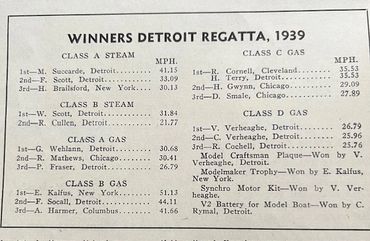 WINNERS DETROIT REGATTA, 1939
CLASS A STEAM
MPH.
1st—M. Succarde, Detroit......... 41.15
2nd—F. Scott, Detroit............ 33.09
3rd—H. Brailsford, New York...... 30.13
CLASS B STEAM
1st—W. Scott, Detroit............ 31.84
2nd—R. Cullen, Detroit........... 21.77
CLASS A GAS
1st—G. Wehlann, Detroit.......... 30.68
2nd—R. Mathews, Chicago.......... 30.41
3rd—P. Fraser, Detroit........... 26.79
CLASS B GAS
1st—E. Kalfus, New York.......... 51.13
2nd—F. Socall, Detroit........... 44.11
3rd—A. Harmer, Columbus.......... 41.66
CLASS C GAS
MPH.
1st—R. Cornell, Cleveland........ 35.53
H. Terry, Detroit................ 35.53
2nd—H. Gwynn, Chicago............ 29.09
3rd—D. Smale, Chicago............ 27.89
CLASS D GAS
1st—V. Verheaghe, Detroit........ 26.79
2nd—C. Verheaghe, Detroit........ 25.96
3rd—R. Cochell, Detroit.......... 25.76
Model Craftsman Plaque—Won by V.
Verheaghe, Detroit.
Modelmaker Trophy—Won by E. Kalfus,
New York.
Synchro Motor Kit—Won by V. Ver-
heaghe.
V2 Battery for Model Boat—Won by C.
Rymal, Detroit.